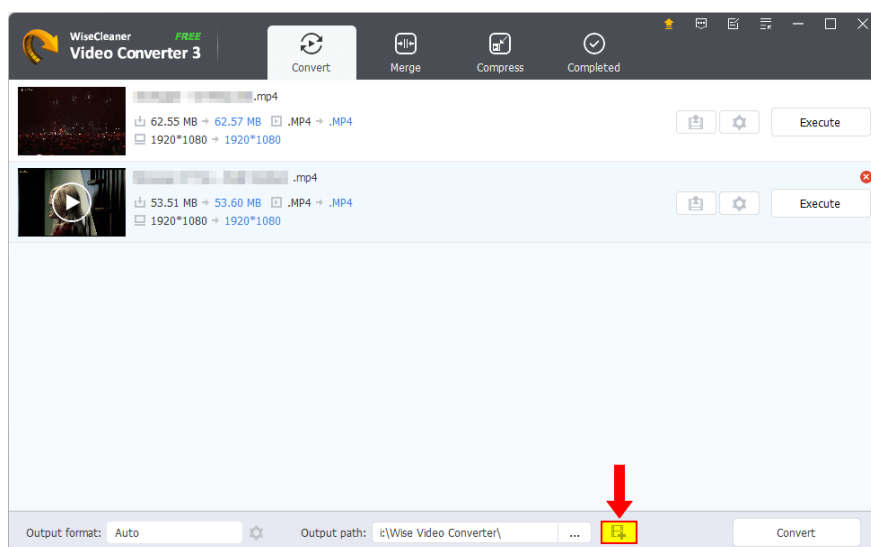 WiseCleaner FREE
Video Converter 3
Convert
Merge
Compress
Completed
.mp4
62.55 MB → 62.57 MB .MP4 → .MP4
1920*1080 → 1920*1080
Execute
.mp4
53.51 MB → 53.60 MB .MP4 → .MP4
1920*1080 → 1920*1080
Execute
Output format: Auto
Output path: i:\Wise Video Converter\ ...
Convert